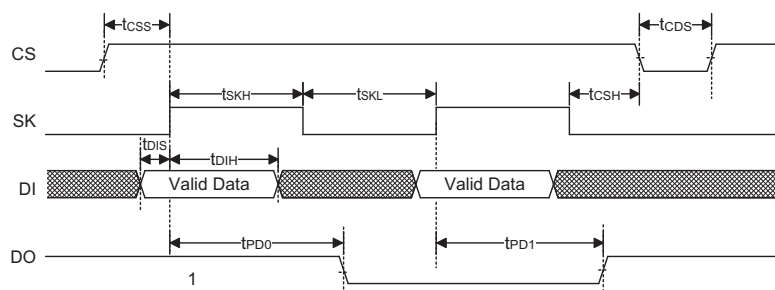 tCSS
tCDS
CS
tSKH
tSKL
tCSH
SK
tDIS
tDIH
DI
Valid Data
Valid Data
tPD0
tPD1
DO
1